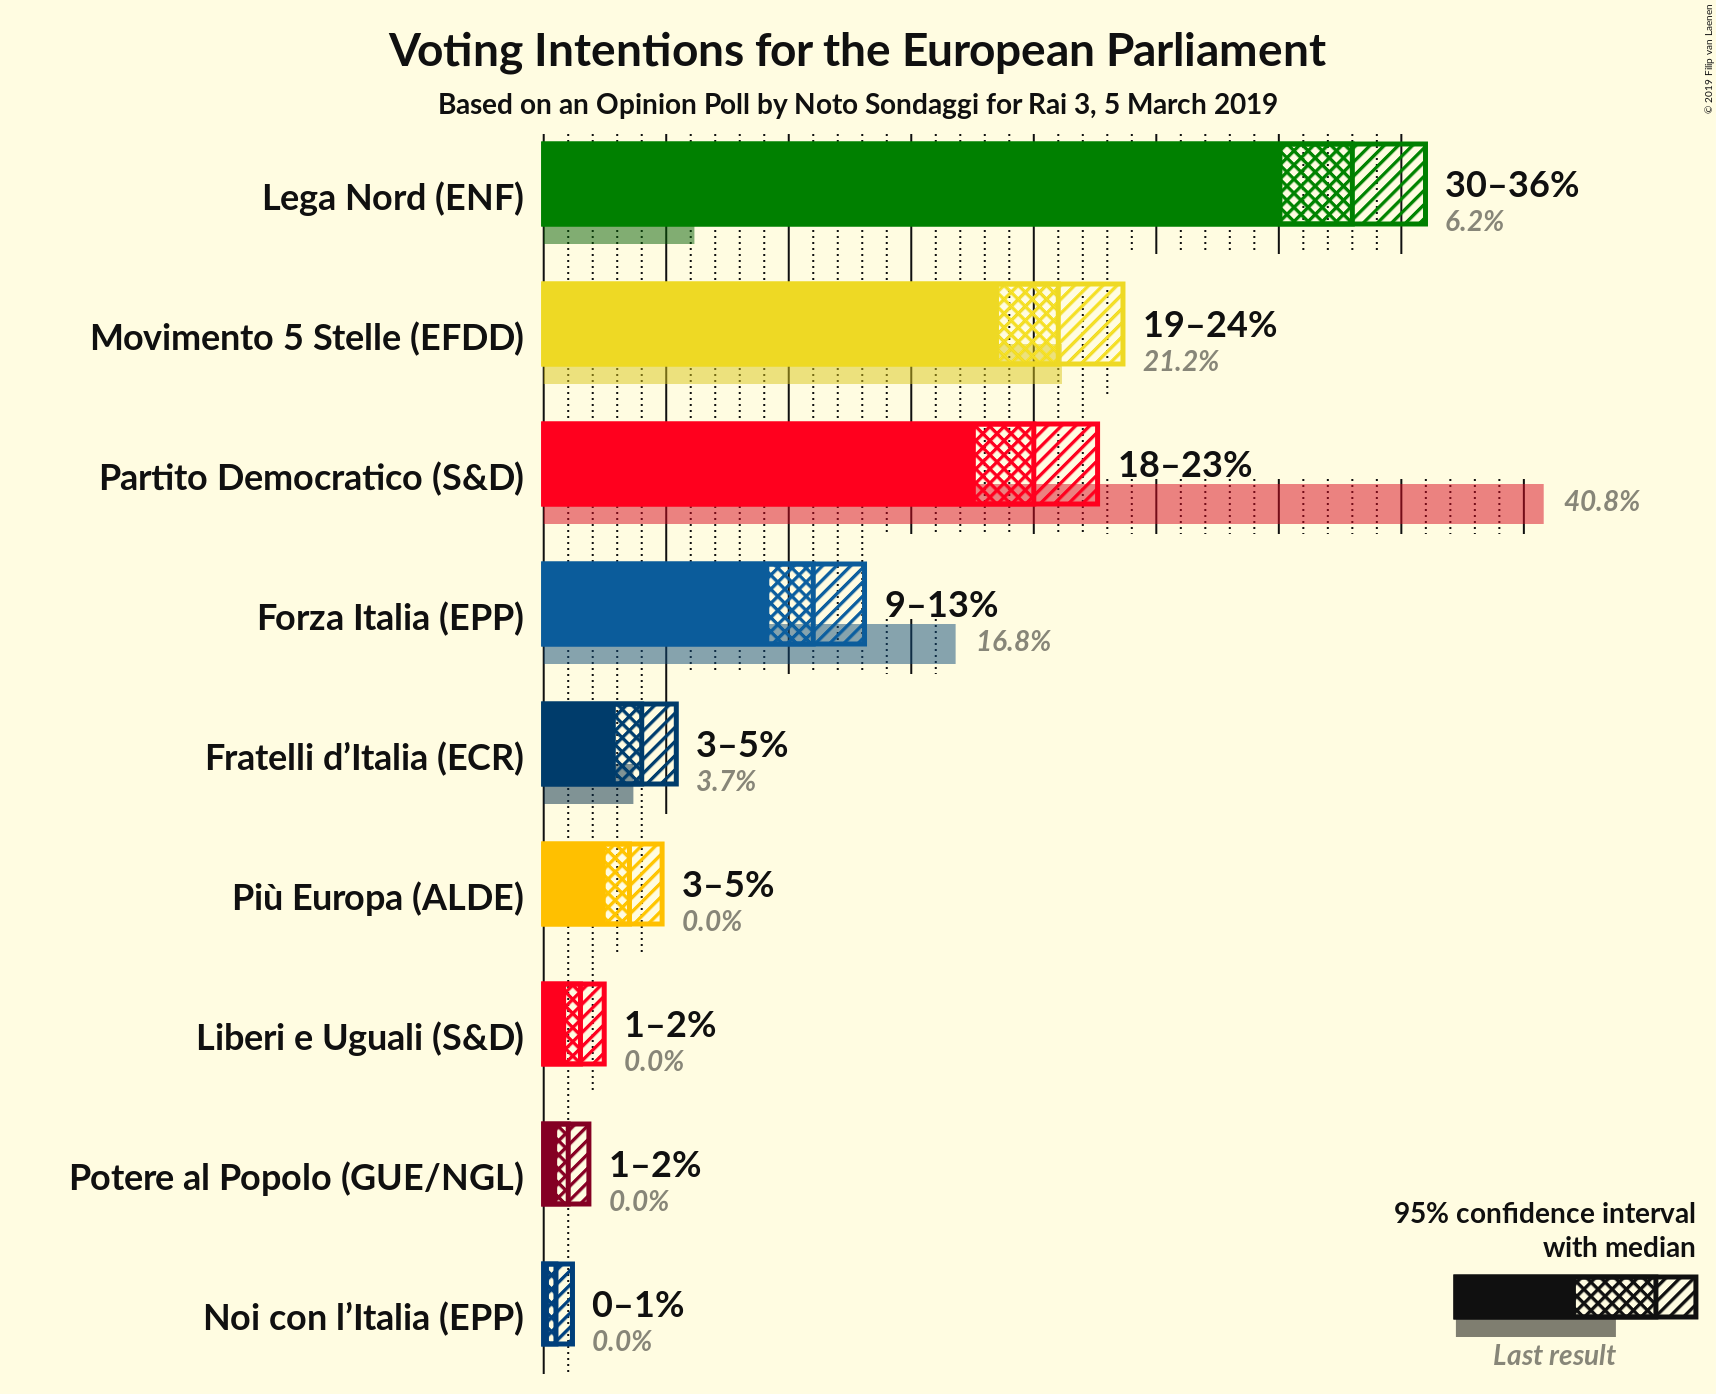 Voting Intentions for the European Parliament
Based on an Opinion Poll by Noto Sondaggi for Rai 3, 5 March 2019
© 2019 Filip van Laenen
Lega Nord (ENF)
30–36%
6.2%
Movimento 5 Stelle (EFDD)
19–24%
21.2%
Partito Democratico (S&D)
18–23%
40.8%
Forza Italia (EPP)
9–13%
16.8%
Fratelli d’Italia (ECR)
3–5%
3.7%
Più Europa (ALDE)
3–5%
0.0%
Liberi e Uguali (S&D)
1–2%
0.0%
Potere al Popolo (GUE/NGL)
1–2%
0.0%
Noi con l’Italia (EPP)
0–1%
0.0%
95% confidence interval
with median
Last result